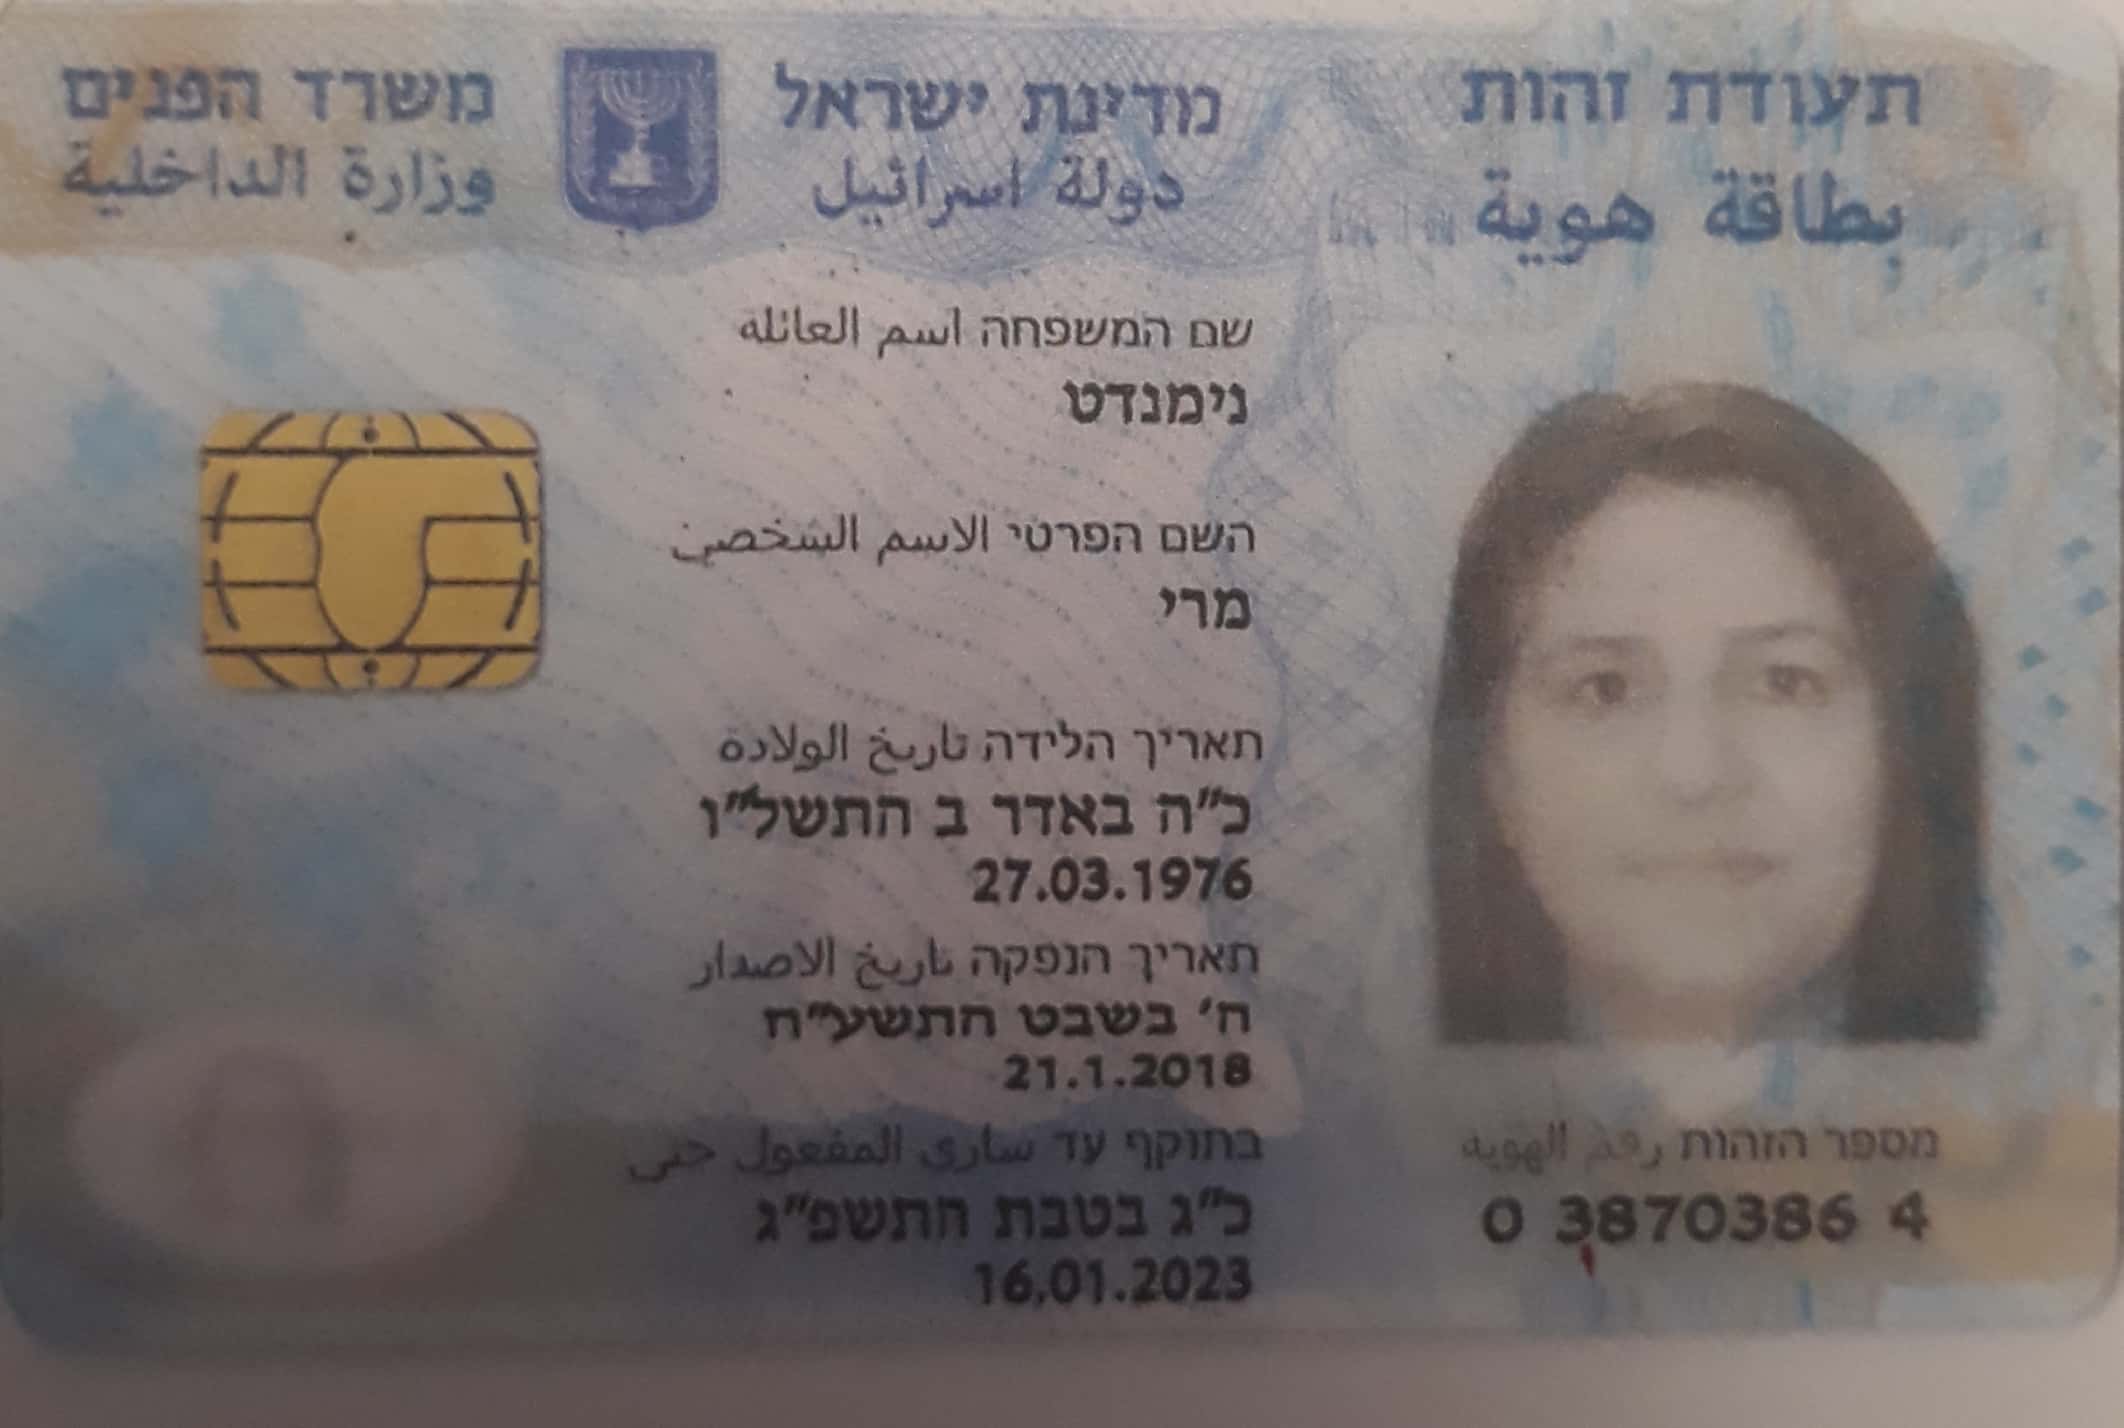 תעודת זהות
بطاقة هوية
מדינת ישראל
دولة اسرائيل
משרד הפנים
وزارة الداخلية
שם המשפחה اسم العائلة
נימנדט
השם הפרטי الاسم الشخصي
מרי
תאריך הלידה تاريخ الولادة
כ"ה באדר ב התשל"ו
27.03.1976
תאריך הנפקה تاريخ الاصدار
ח' בשבט התשע"ח
21.1.2018
בתוקף עד ساري المفعول حتى
כ"ג בטבת התשפ"ג
16.01.2023
מספר הזהות رقم الهوية
0 3870386 4